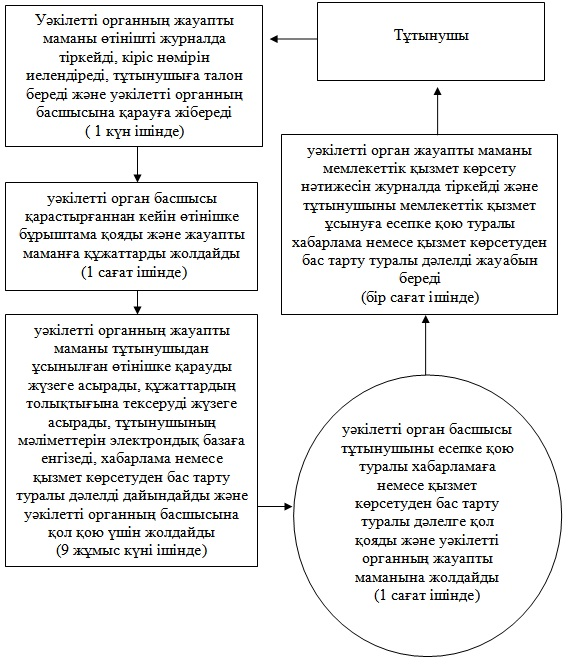 Тұтынушы
Уәкілетті органның жауапты
маманы өтінішті журналда
тіркейді, кіріс нөмірін
иелендіреді, тұтынушыға талон
береді және уәкілетті органның
басшысына қарауға жібереді
( 1 күн ішінде)
уәкілетті орган басшысы
қарастырғаннан кейін өтінішке
бұрыштама қояды және жауапты
маманға құжаттарды жолдайды
(1 сағат ішінде)
уәкілетті органның жауапты
маманы тұтынушыдан
ұсынылған өтінішке қарауды
жүзеге асырады, құжаттардың
толықтығына тексеруді жүзеге
асырады, тұтынушының
мәліметтерін электрондық базаға
енгізеді, хабарлама немесе
қызмет көрсетуден бас тарту
туралы дәлелді дайындайды және
уәкілетті органның басшысына
қол қою үшін жолдайды
(9 жұмыс күні ішінде)
уәкілетті орган басшысы
тұтынушыны есепке қою
туралы хабарламаға
немесе қызмет
көрсетуден бас тарту
туралы дәлелге қол
қояды және уәкілетті
органның жауапты
маманына жолдайды
(1 сағат ішінде)
уәкілетті орган жауапты маманы
мемлекеттік қызмет көрсету
нәтижесін журналда тіркейді және
тұтынушыны мемлекеттік қызмет
ұсынуға есепке қою туралы
хабарлама немесе қызмет көрсетуден
бас тарту туралы дәлелді жауабын
береді
(бір сағат ішінде)